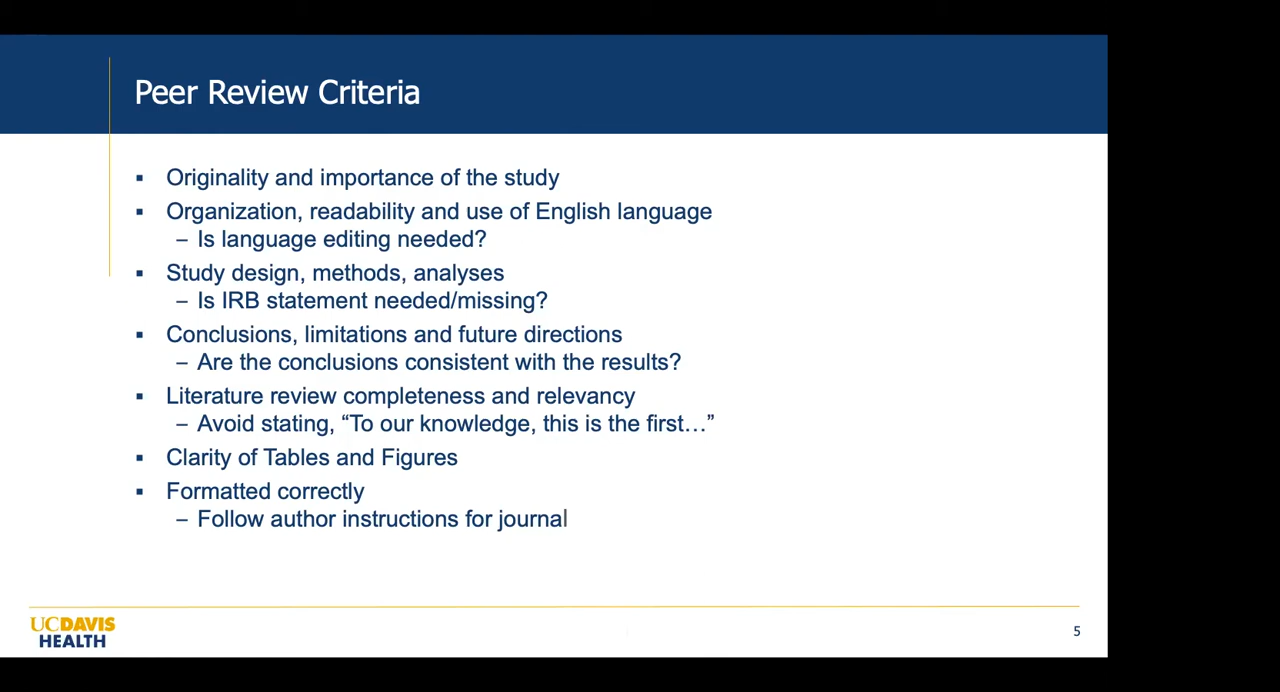 Peer Review Criteria
▪ Originality and importance of the study
▪ Organization, readability and use of English language
– Is language editing needed?
▪ Study design, methods, analyses
– Is IRB statement needed/missing?
▪ Conclusions, limitations and future directions
– Are the conclusions consistent with the results?
▪ Literature review completeness and relevancy
– Avoid stating, “To our knowledge, this is the first…”
▪ Clarity of Tables and Figures
▪ Formatted correctly
– Follow author instructions for journal
UCDAVIS
HEALTH
5